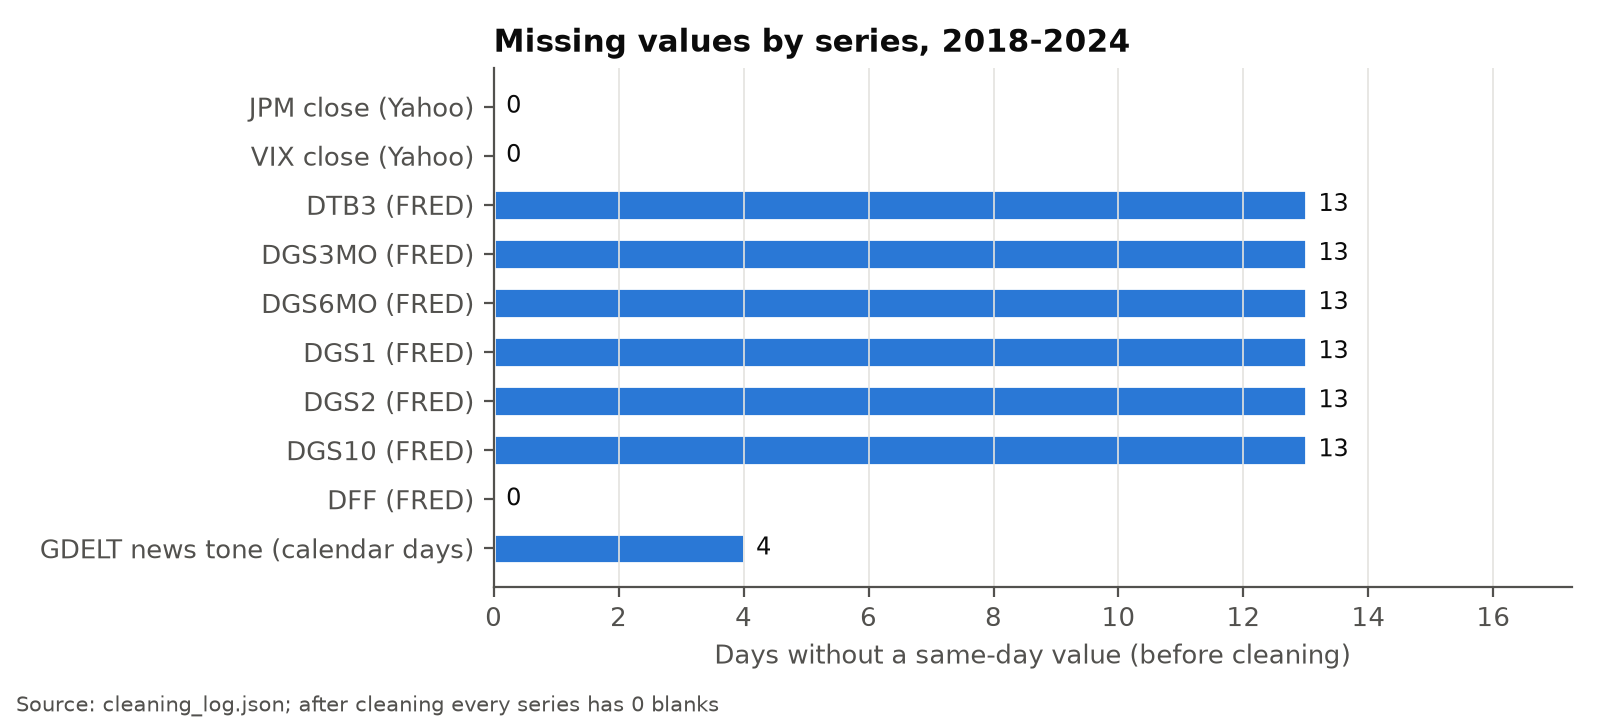 Missing values by series, 2018-2024
JPM close (Yahoo) 0
VIX close (Yahoo) 0
DTB3 (FRED) 13
DGS3MO (FRED) 13
DGS6MO (FRED) 13
DGS1 (FRED) 13
DGS2 (FRED) 13
DGS10 (FRED) 13
DFF (FRED) 0
GDELT news tone (calendar days) 4
0 2 4 6 8 10 12 14 16
Days without a same-day value (before cleaning)
Source: cleaning_log.json; after cleaning every series has 0 blanks